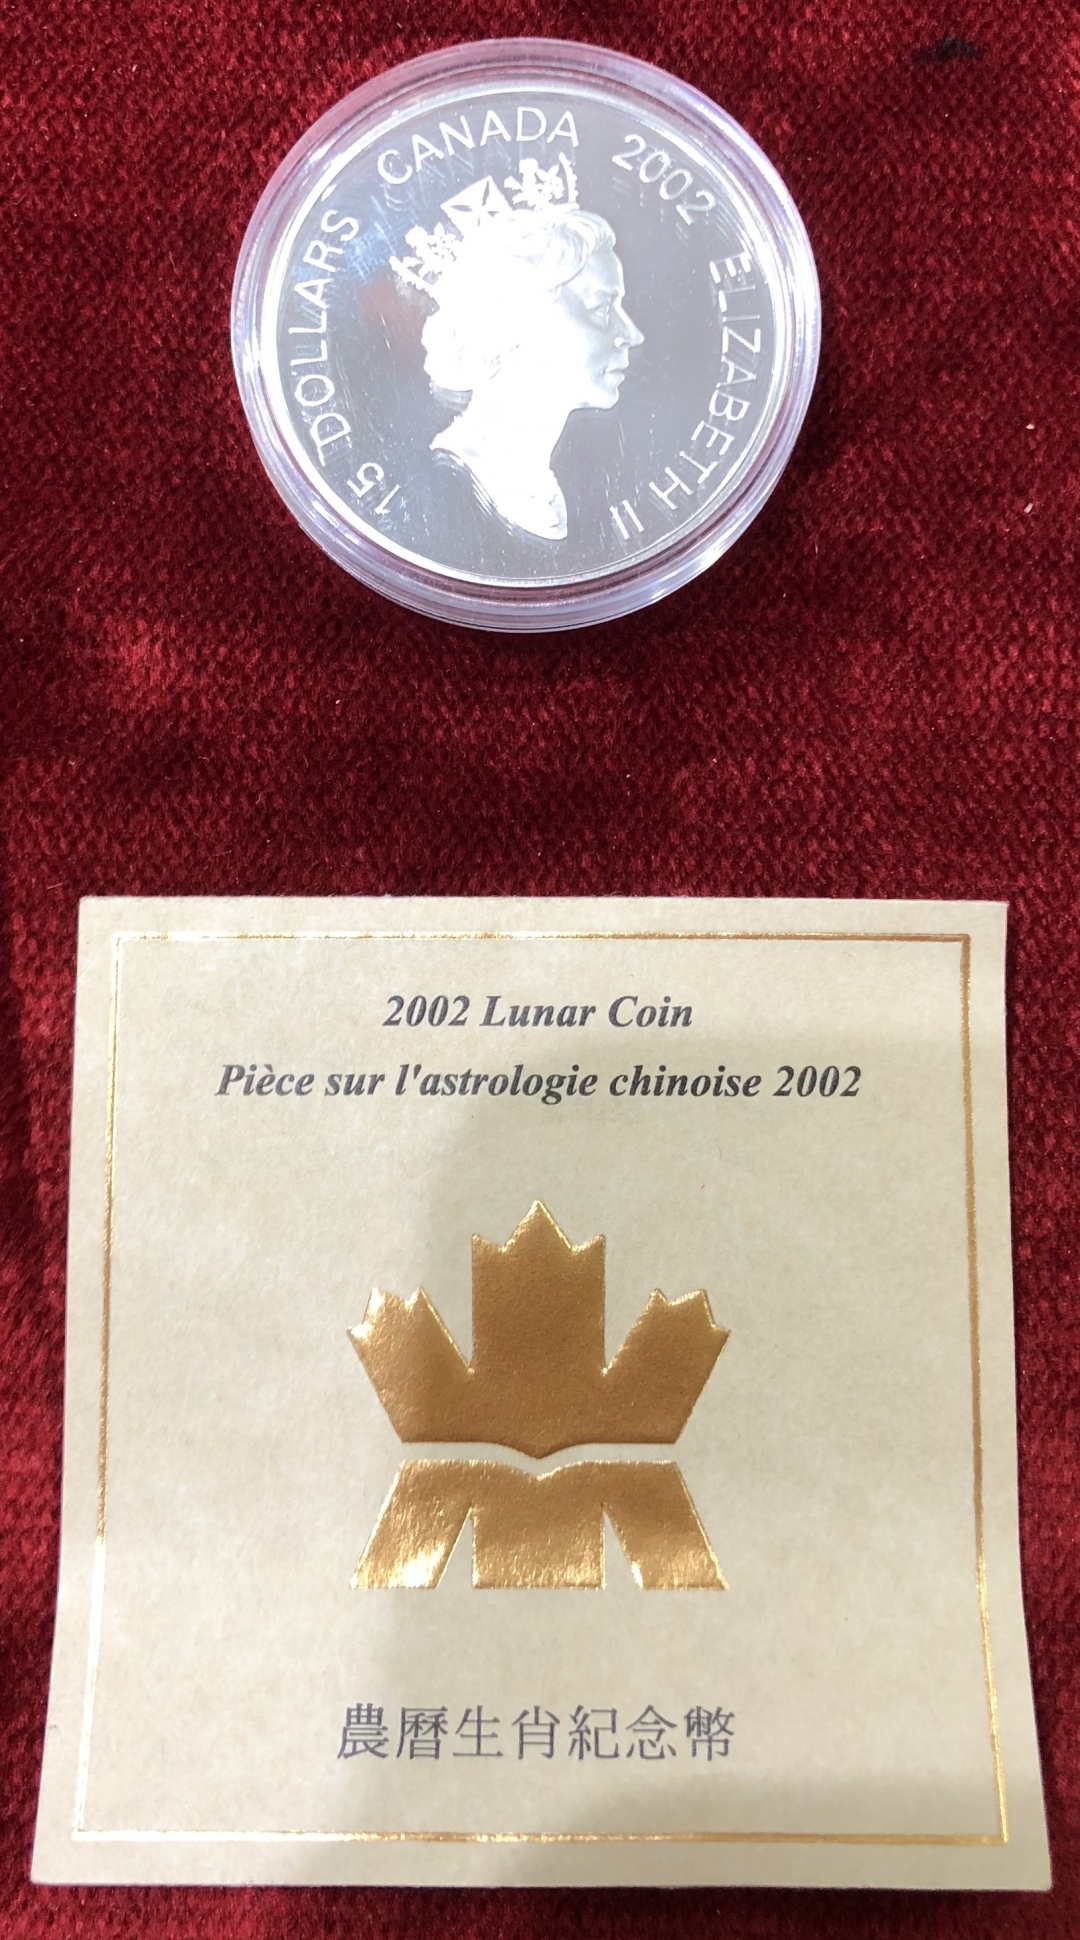 15 DOLLARS CANADA 2002 ELIZABETH II
2002 Lunar Coin
Pièce sur l'astrologie chinoise 2002
農曆生肖紀念幣